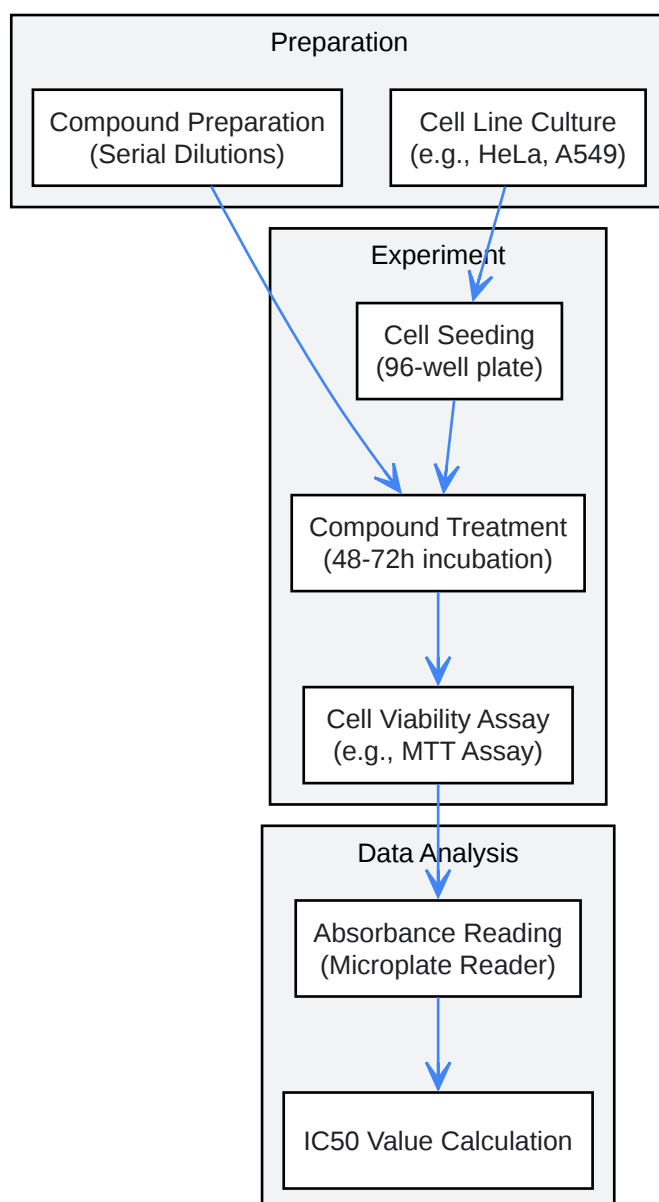 Preparation
Compound Preparation
(Serial Dilutions)
Cell Line Culture
(e.g., HeLa, A549)
Experiment
Cell Seeding
(96-well plate)
Compound Treatment
(48-72h incubation)
Cell Viability Assay
(e.g., MTT Assay)
Data Analysis
Absorbance Reading
(Microplate Reader)
IC50 Value Calculation